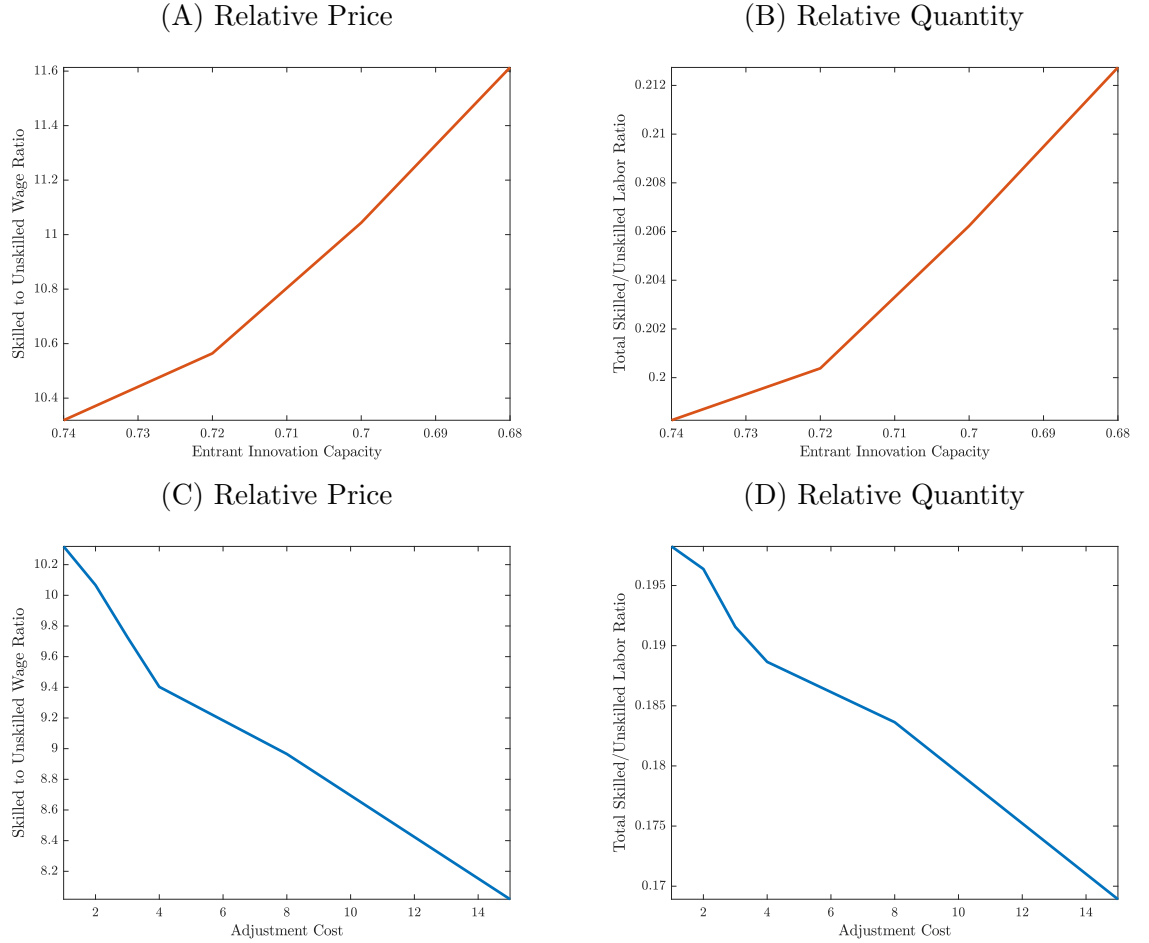 (A) Relative Price
Skilled to Unskilled Wage Ratio
11.6
11.4
11.2
11
10.8
10.6
10.4
0.74 0.73 0.72 0.71 0.7 0.69 0.68
Entrant Innovation Capacity
(B) Relative Quantity
Total Skilled/Unskilled Labor Ratio
0.212
0.21
0.208
0.206
0.204
0.202
0.2
0.74 0.73 0.72 0.71 0.7 0.69 0.68
Entrant Innovation Capacity
(C) Relative Price
Skilled to Unskilled Wage Ratio
10.2
10
9.8
9.6
9.4
9.2
9
8.8
8.6
8.4
8.2
2 4 6 8 10 12 14
Adjustment Cost
(D) Relative Quantity
Total Skilled/Unskilled Labor Ratio
0.195
0.19
0.185
0.18
0.175
0.17
2 4 6 8 10 12 14
Adjustment Cost